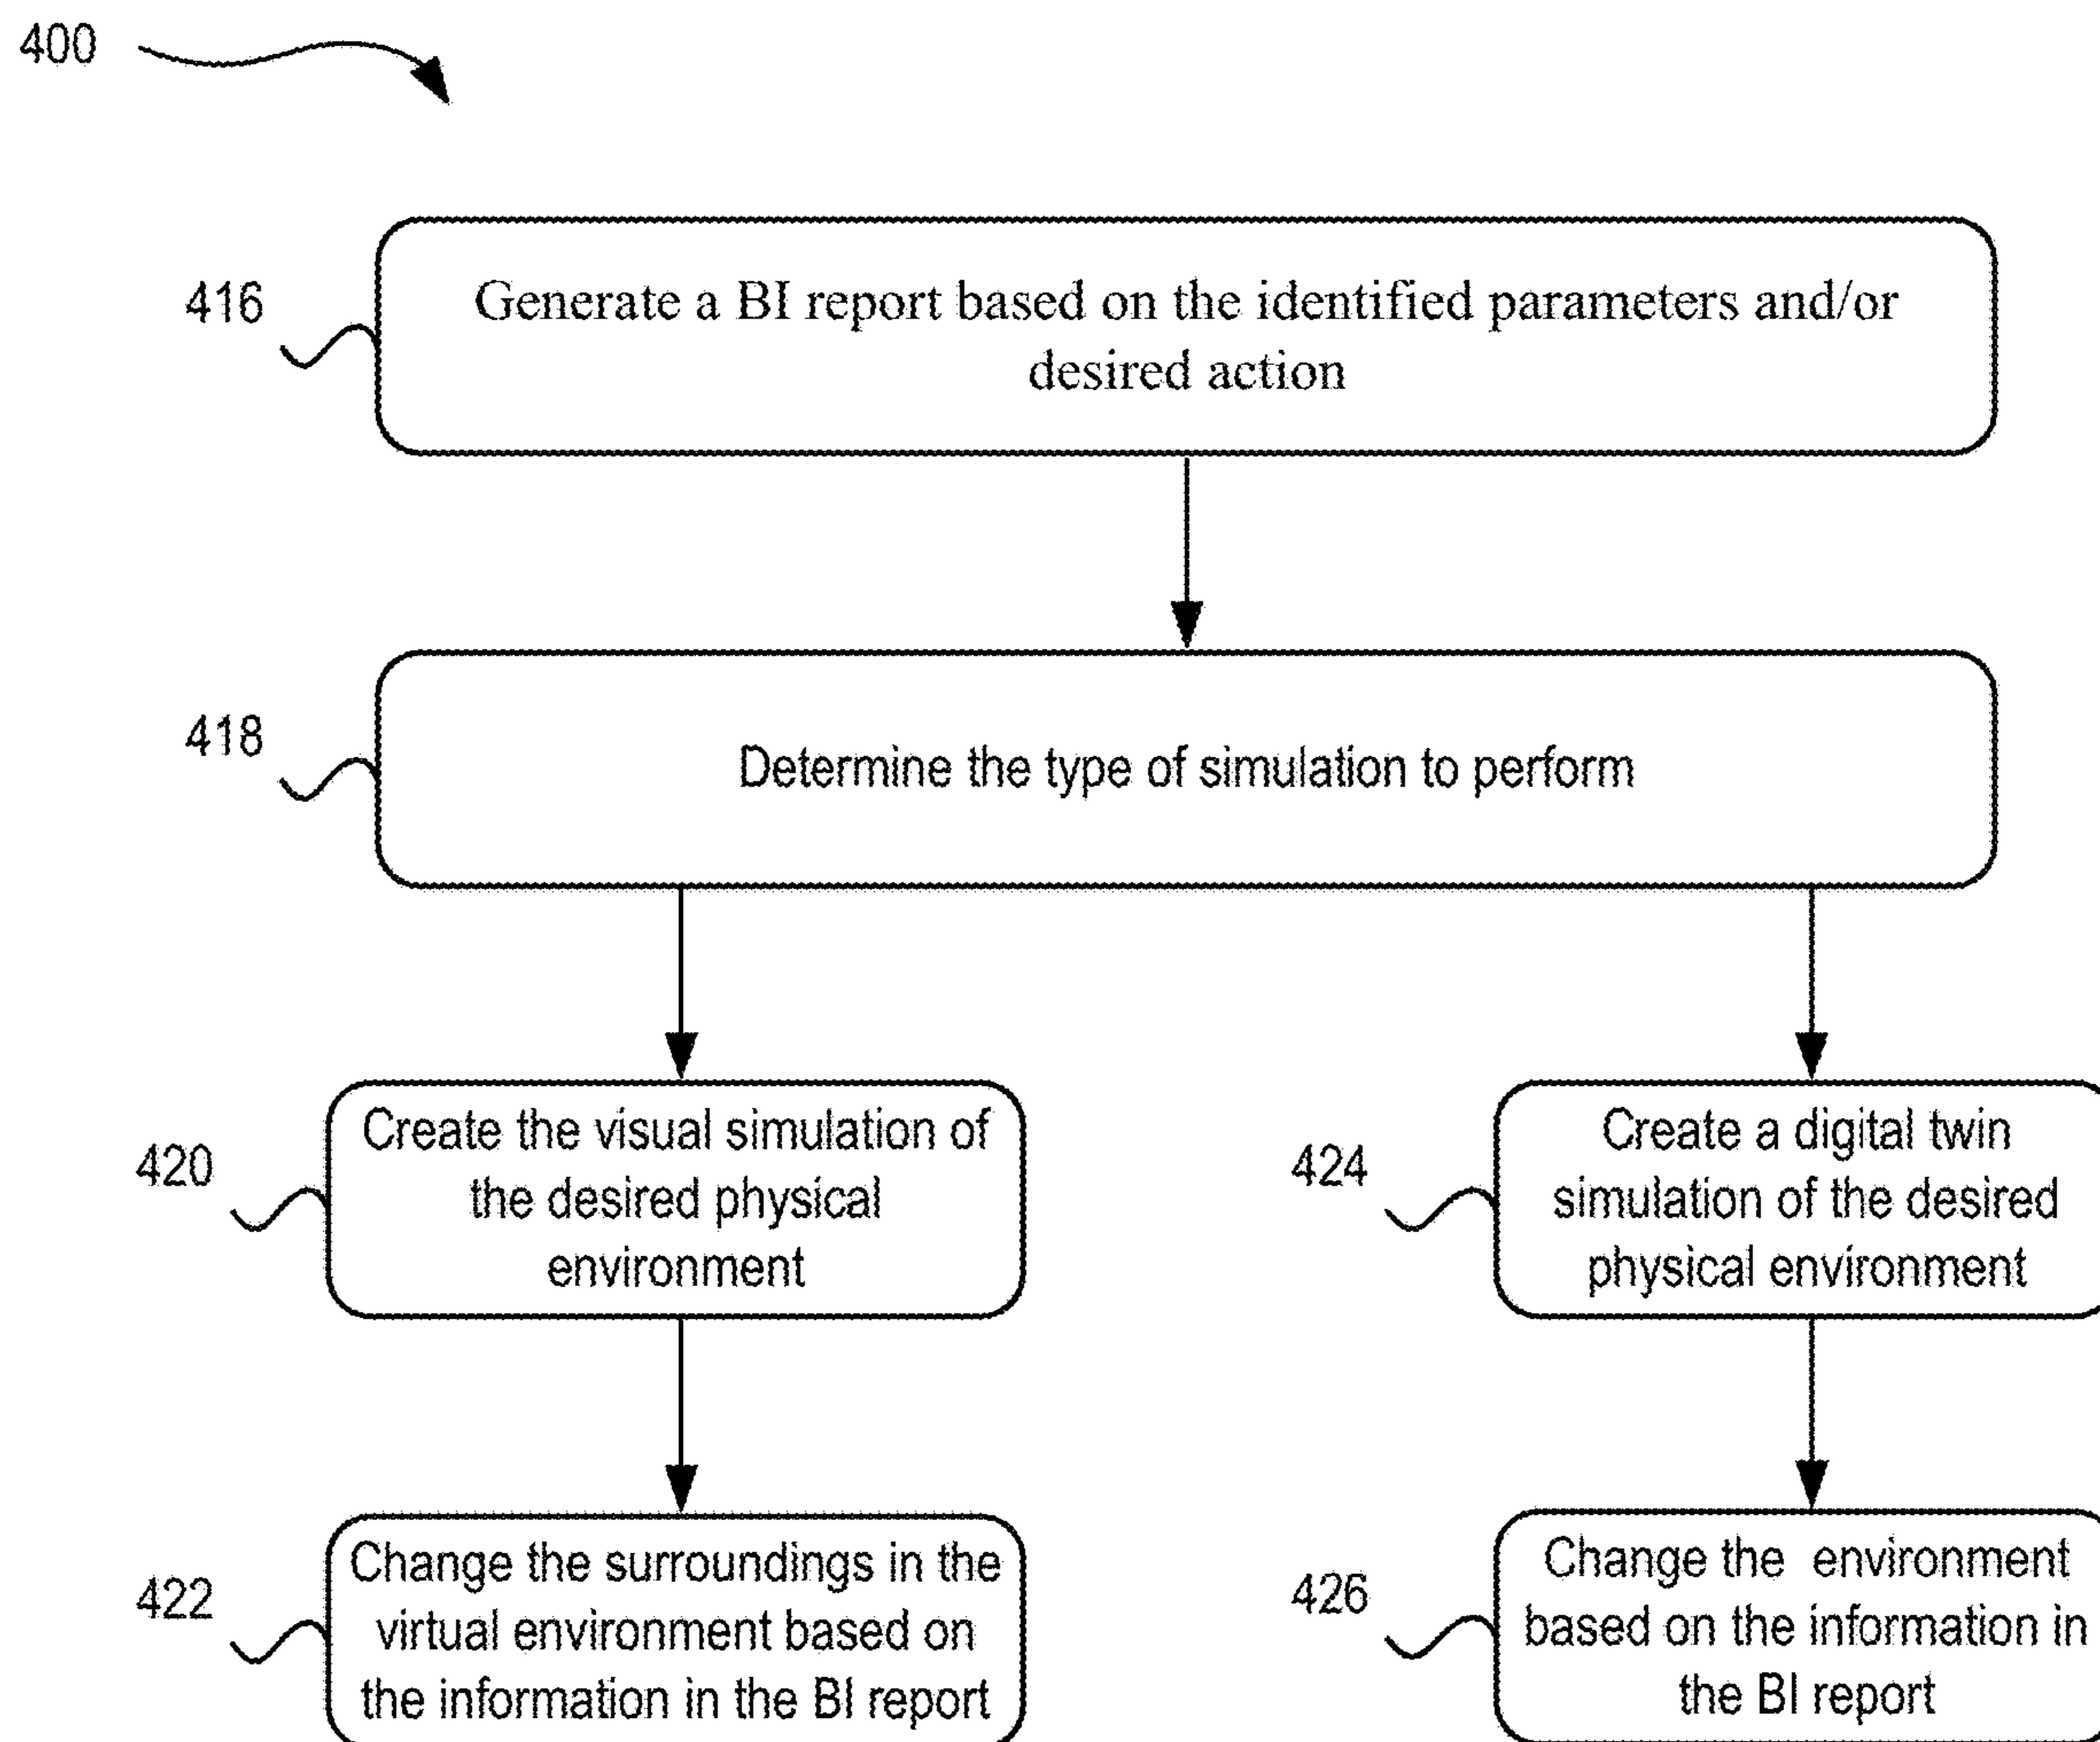 400
416
Generate a BI report based on the identified parameters and/or
desired action
418
Determine the type of simulation to perform
420
Create the visual simulation of
the desired physical
environment
424
Create a digital twin
simulation of the desired
physical environment
422
Change the surroundings in the
virtual environment based on
the information in the BI report
426
Change the environment
based on the information in
the BI report